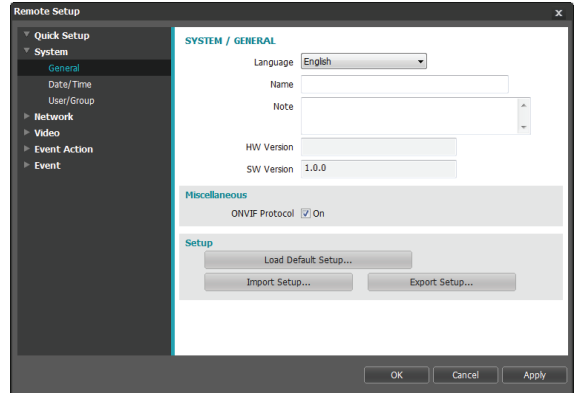 Remote Setup
x
Quick Setup
System
General
Date/Time
User/Group
Network
Video
Event Action
Event
SYSTEM / GENERAL
Language English
Name
Note
HW Version
SW Version 1.0.0
Miscellaneous
ONVIF Protocol On
Setup
Load Default Setup...
Import Setup... Export Setup...
OK Cancel Apply